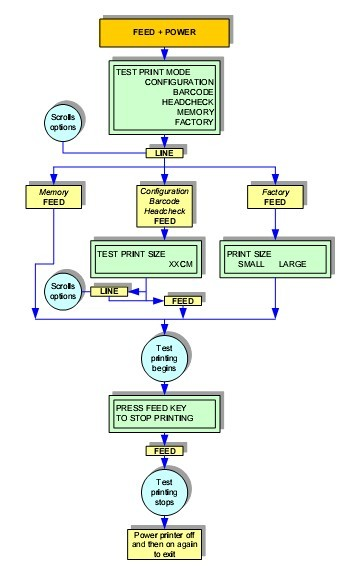 FEED + POWER
TEST PRINT MODE
CONFIGURATION
BARCODE
HEADCHECK
MEMORY
FACTORY
Scrolls
options
LINE
Memory
FEED
Configuration
Barcode
Headcheck
FEED
Factory
FEED
TEST PRINT SIZE
XXCM
PRINT SIZE
SMALL LARGE
Scrolls
options
LINE
FEED
Test
printing
begins
PRESS FEED KEY
TO STOP PRINTING
FEED
Test
printing
stops
Power printer off
and then on again
to exit